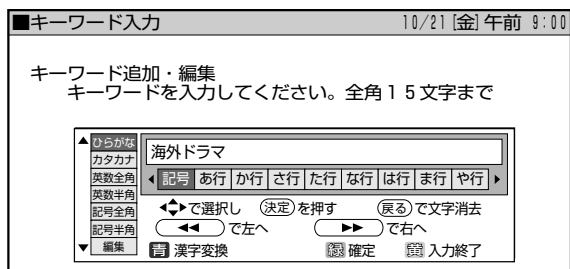 ■キーワード入力 10/21[金]午前 9:00
キーワード追加・編集
キーワードを入力してください。全角15文字まで
▲ ひらがな
カタカナ
英数全角
英数半角
記号全角
記号半角
▼ 編集
海外ドラマ
◀ 記号 あ行 か行 さ行 た行 な行 は行 ま行 や行 ▶
で選択し 決定を押す 戻るで文字消去
◀◀ で左へ ▶▶ で右へ
青 漢字変換 緑 確定 黄 入力終了